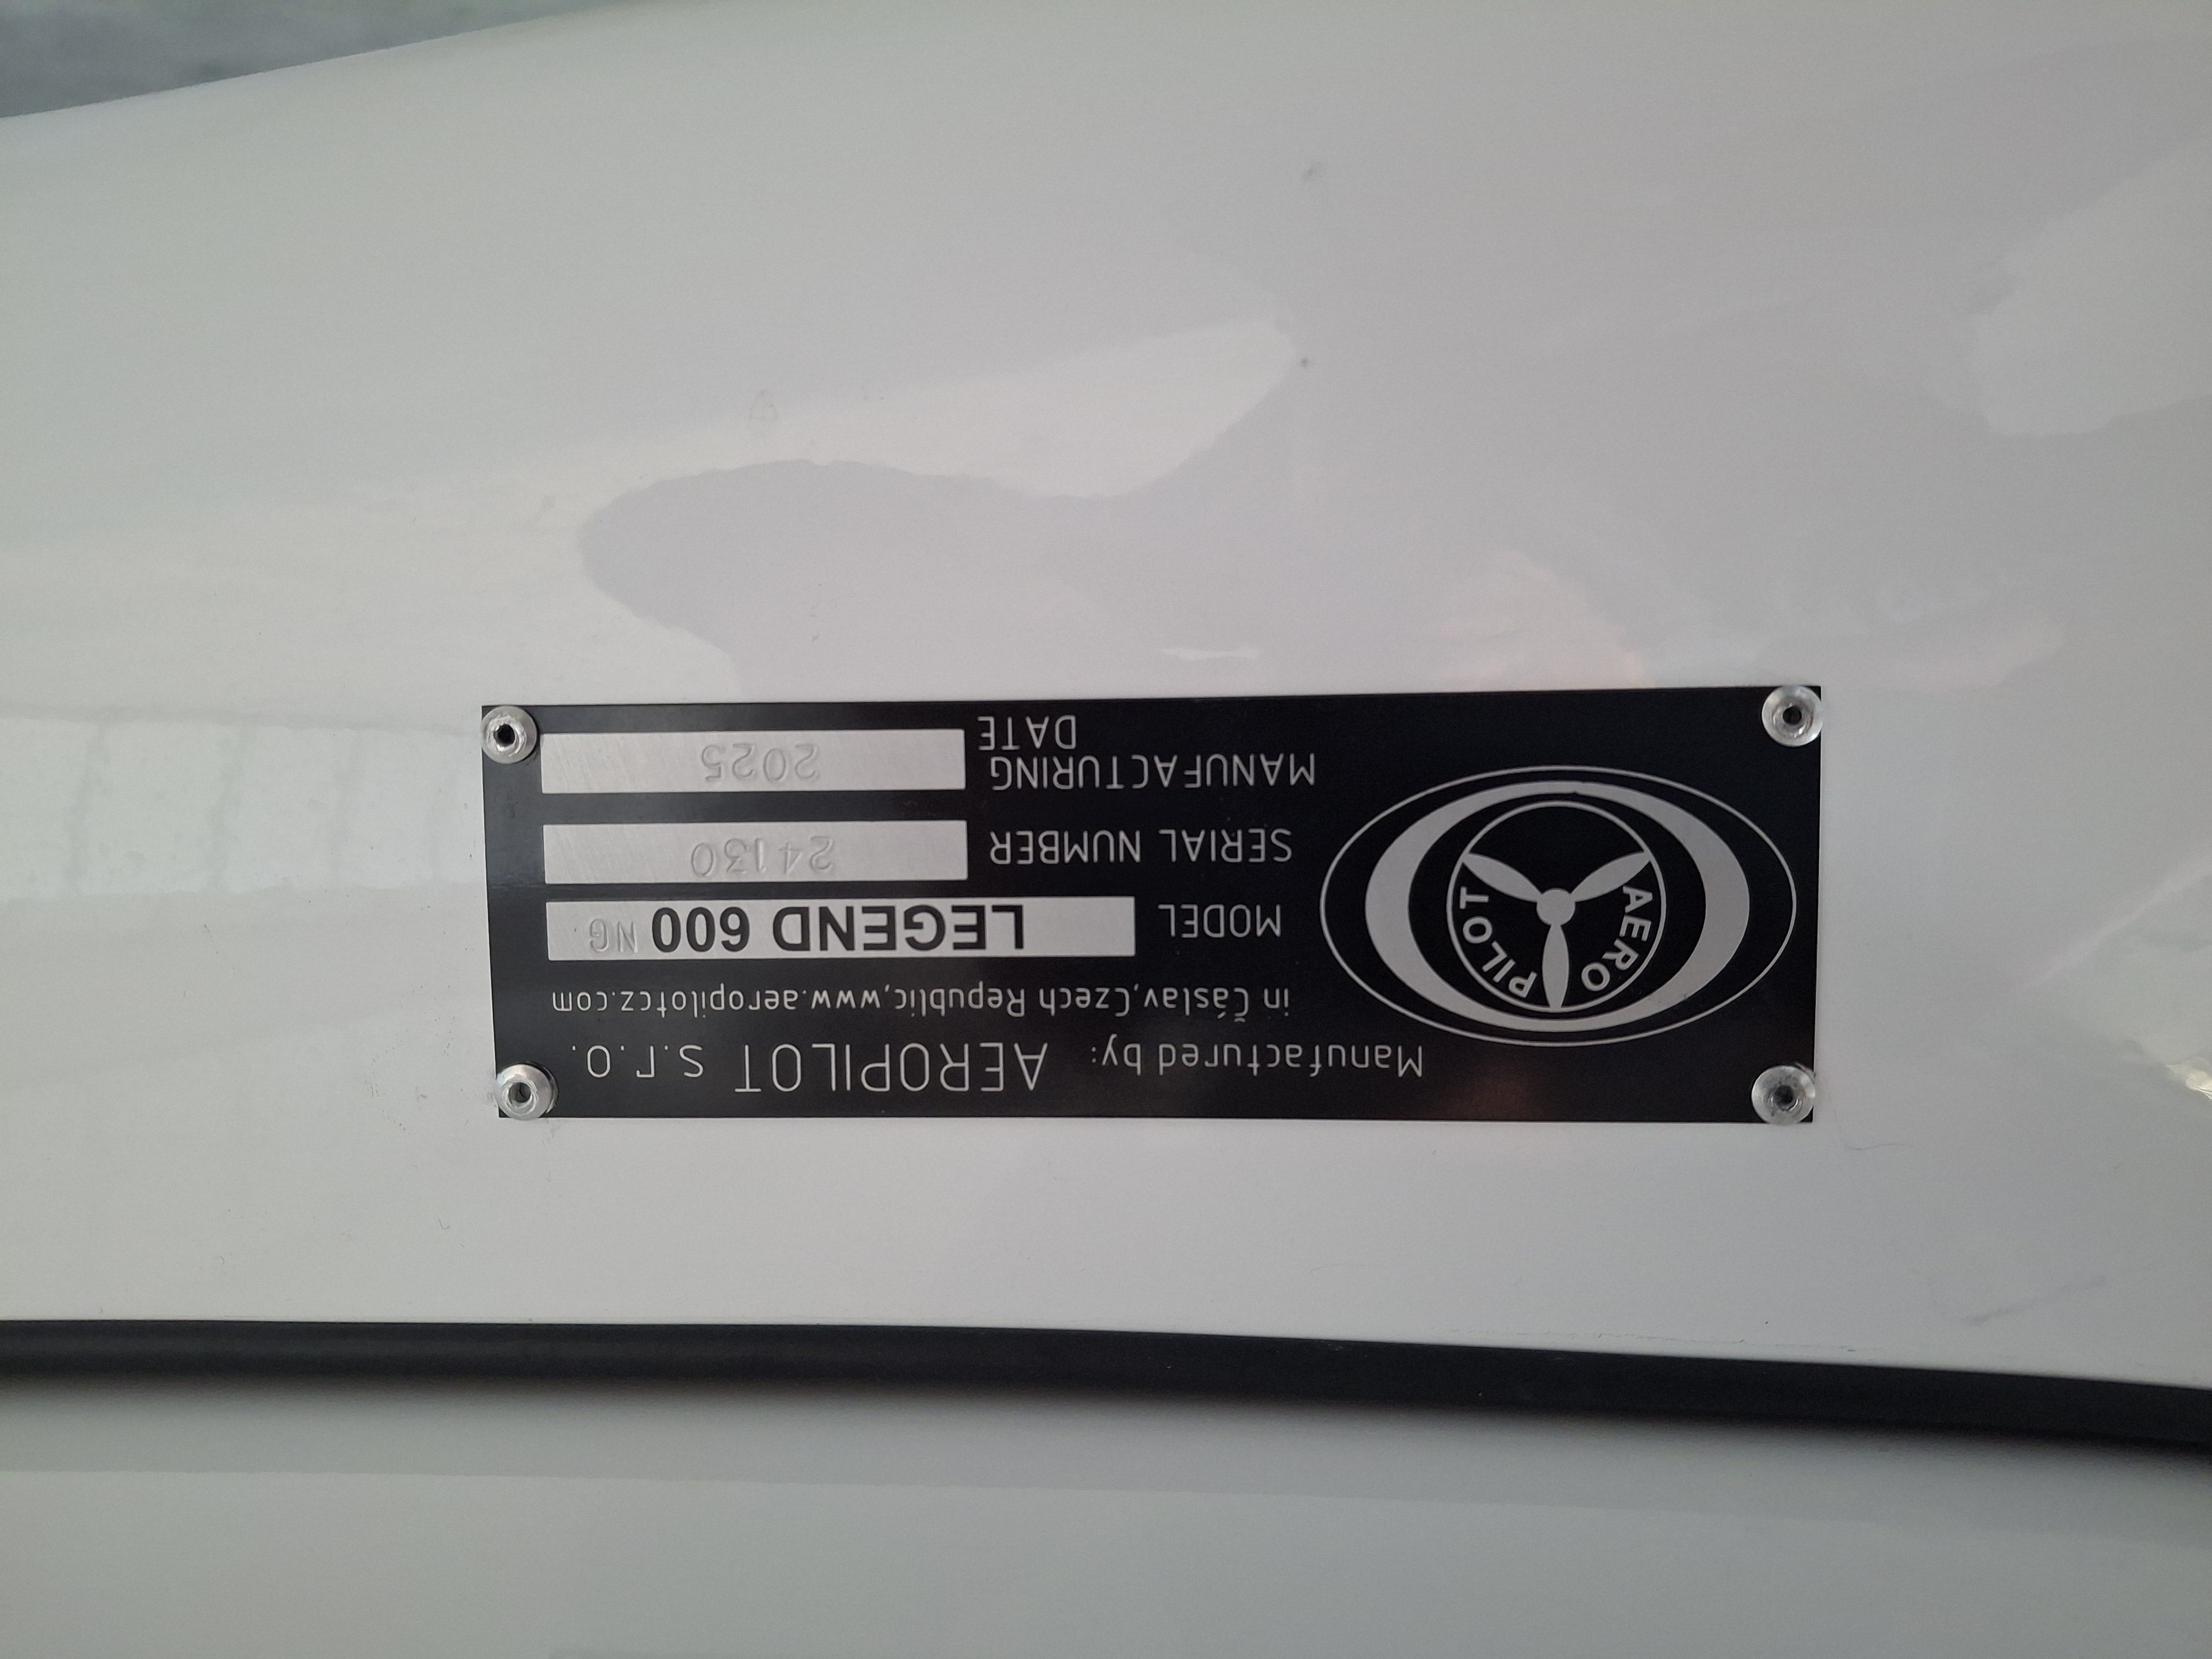 AERO PILOT
Manufactured by: AEROPILOT s.r.o.
in Čáslav,Czech Republic,www.aeropilotcz.com
MODEL LEGEND 600 NG
SERIAL NUMBER 24130
MANUFACTURING
DATE 2025